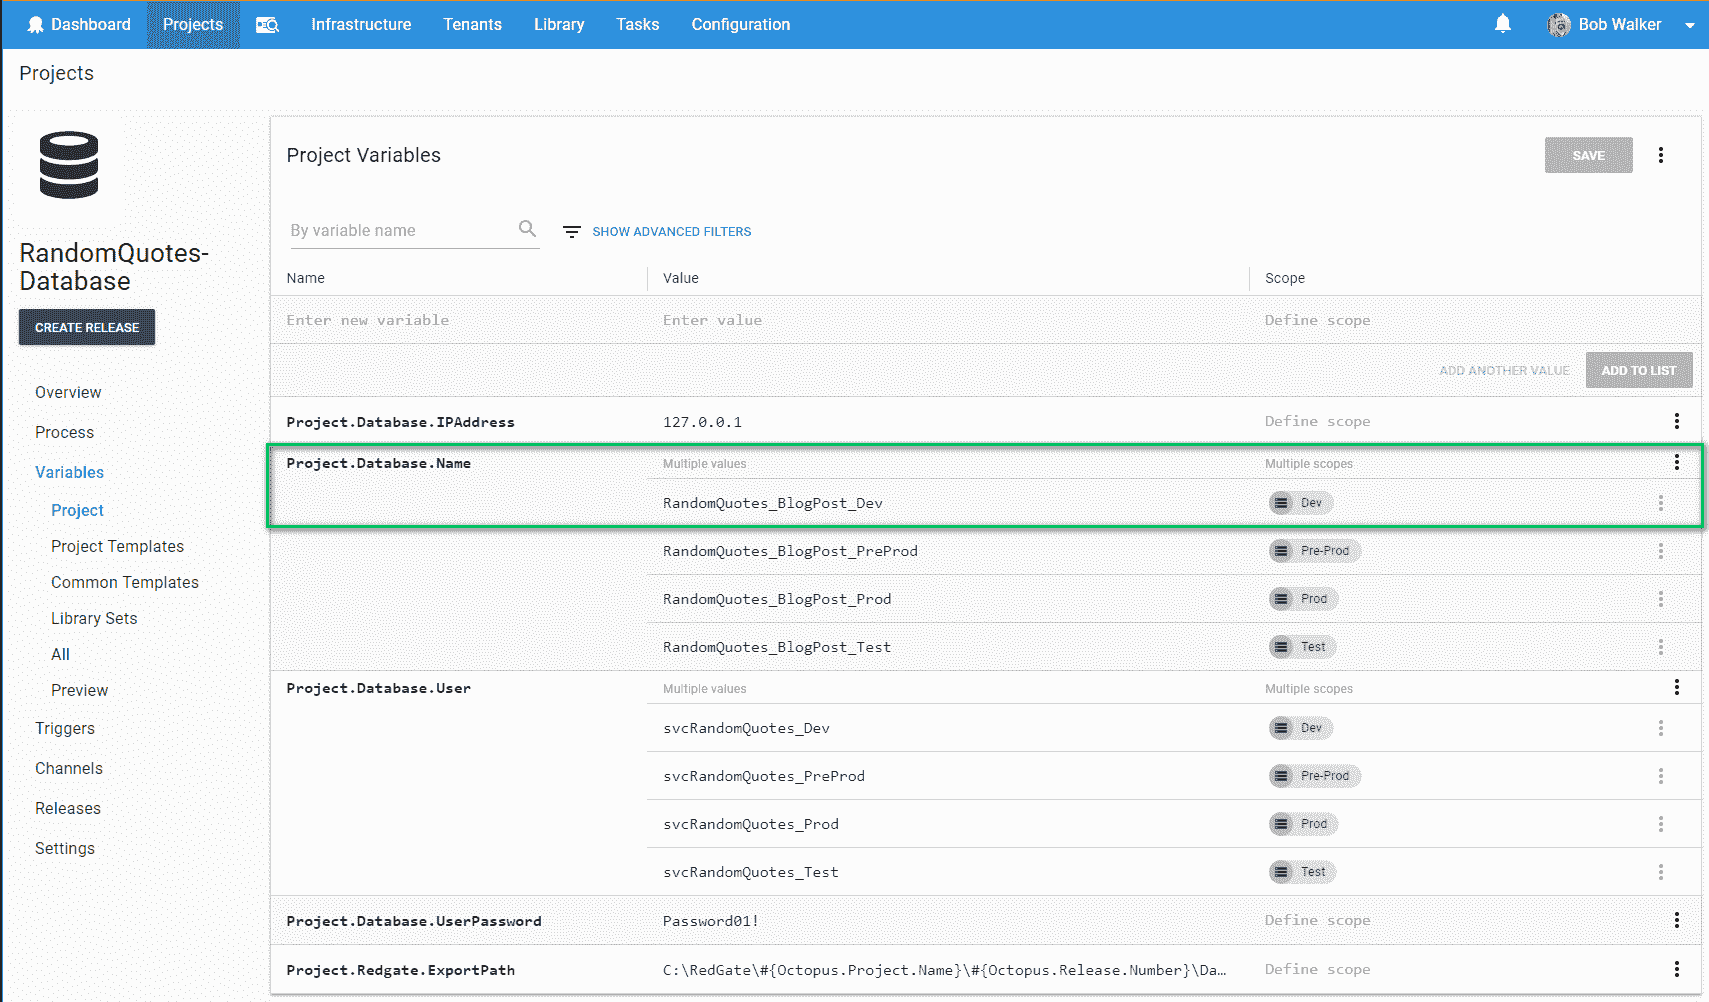 Dashboard Projects Infrastructure Tenants Library Tasks Configuration Bob Walker
Projects
RandomQuotes-
Database
CREATE RELEASE
Overview
Process
Variables
Project
Project Templates
Common Templates
Library Sets
All
Preview
Triggers
Channels
Releases
Settings
Project Variables
SAVE
By variable name
SHOW ADVANCED FILTERS
Name Value Scope
Enter new variable Enter value Define scope
ADD ANOTHER VALUE ADD TO LIST
Project.Database.IPAddress 127.0.0.1 Define scope
Project.Database.Name Multiple values Multiple scopes
RandomQuotes_BlogPost_Dev Dev
RandomQuotes_BlogPost_PreProd Pre-Prod
RandomQuotes_BlogPost_Prod Prod
RandomQuotes_BlogPost_Test Test
Project.Database.User Multiple values Multiple scopes
svcRandomQuotes_Dev Dev
svcRandomQuotes_PreProd Pre-Prod
svcRandomQuotes_Prod Prod
svcRandomQuotes_Test Test
Project.Database.UserPassword Password01! Define scope
Project.Redgate.ExportPath C:\RedGate\#{Octopus.Project.Name}\#{Octopus.Release.Number}\Da… Define scope